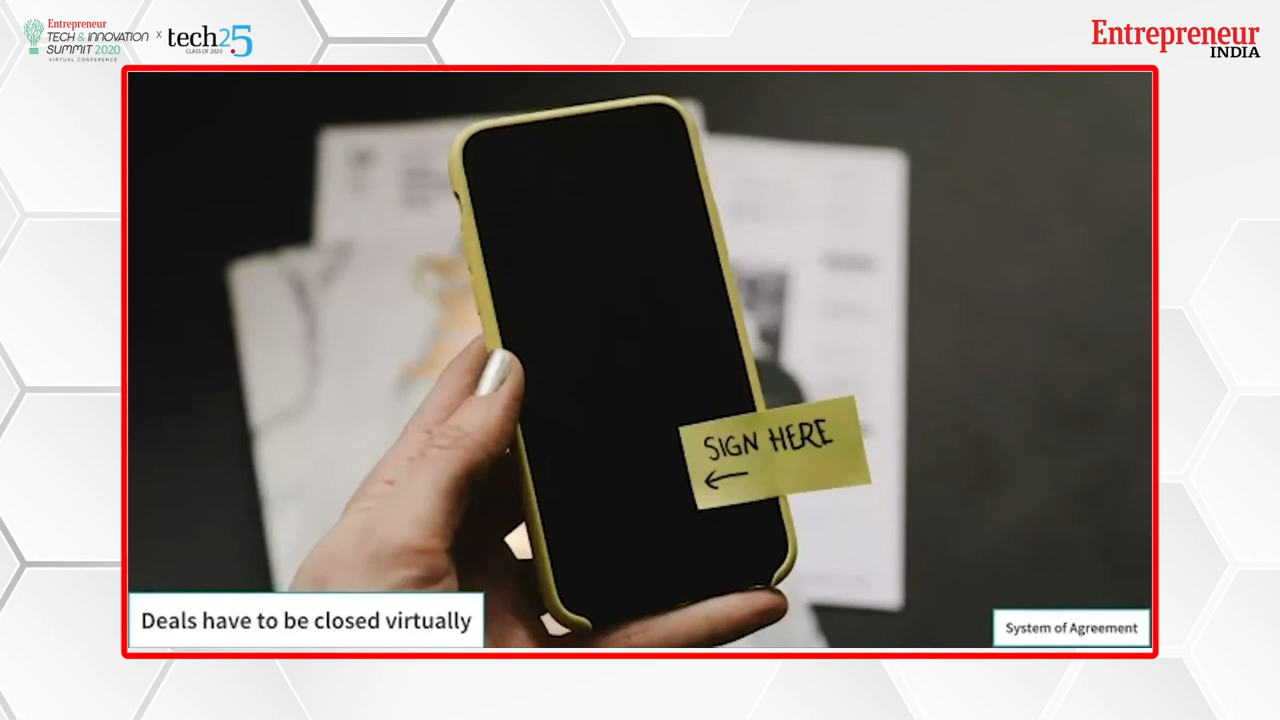 Entrepreneur
TECH & INNOVATION
SUMMIT 2020
VIRTUAL CONFERENCE
x
tech25
CLASS OF 2020
Entrepreneur
INDIA
SIGN HERE
Deals have to be closed virtually
System of Agreement